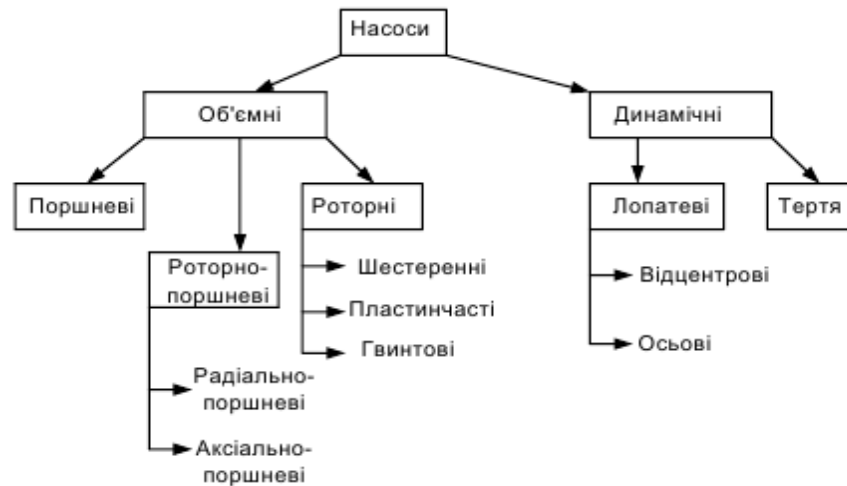 Насоси
Об'ємні
Динамічні
Поршневі
Роторні
Лопатеві
Тертя
Роторно-
поршневі
Шестеренні
Пластинчасті
Гвинтові
Відцентрові
Осьові
Радіально-
поршневі
Аксіально-
поршневі